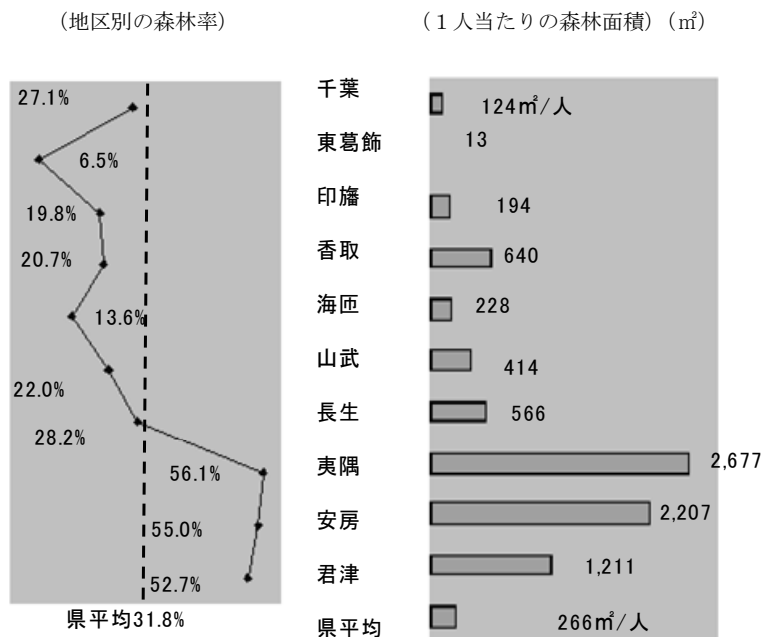 （地区別の森林率）
（１人当たりの森林面積）(㎡)
27.1%
千葉
124㎡/人
6.5%
東葛飾
13
19.8%
印旛
194
20.7%
香取
640
13.6%
海匝
228
22.0%
山武
414
28.2%
長生
566
56.1%
夷隅
2,677
55.0%
安房
2,207
52.7%
君津
1,211
県平均31.8%
県平均
266㎡/人